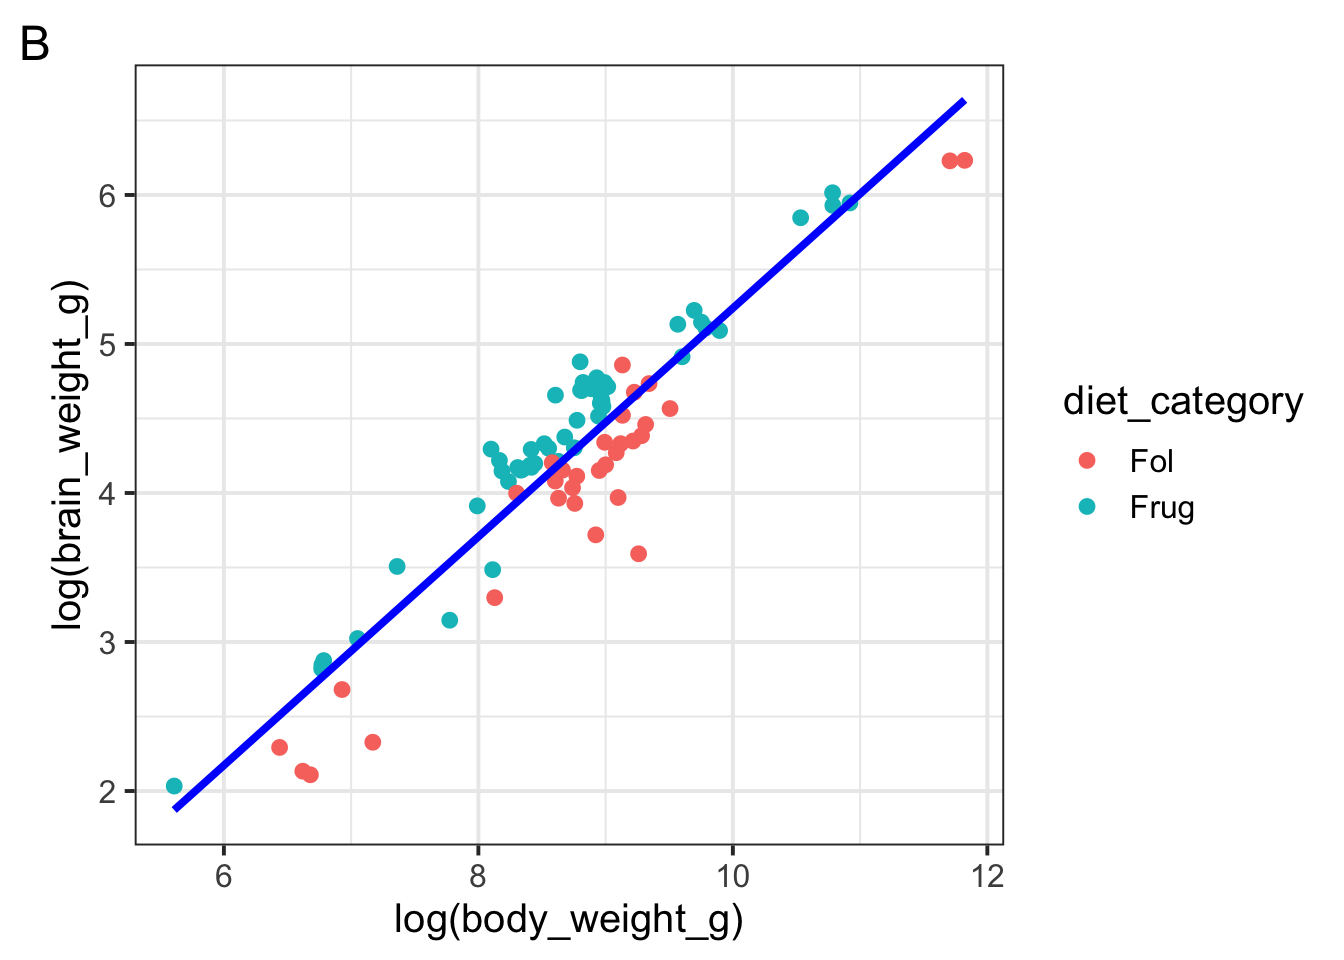 B
log(brain_weight_g)
6
5
4
3
2
6 8 10 12
log(body_weight_g)
diet_category
Fol
Frug